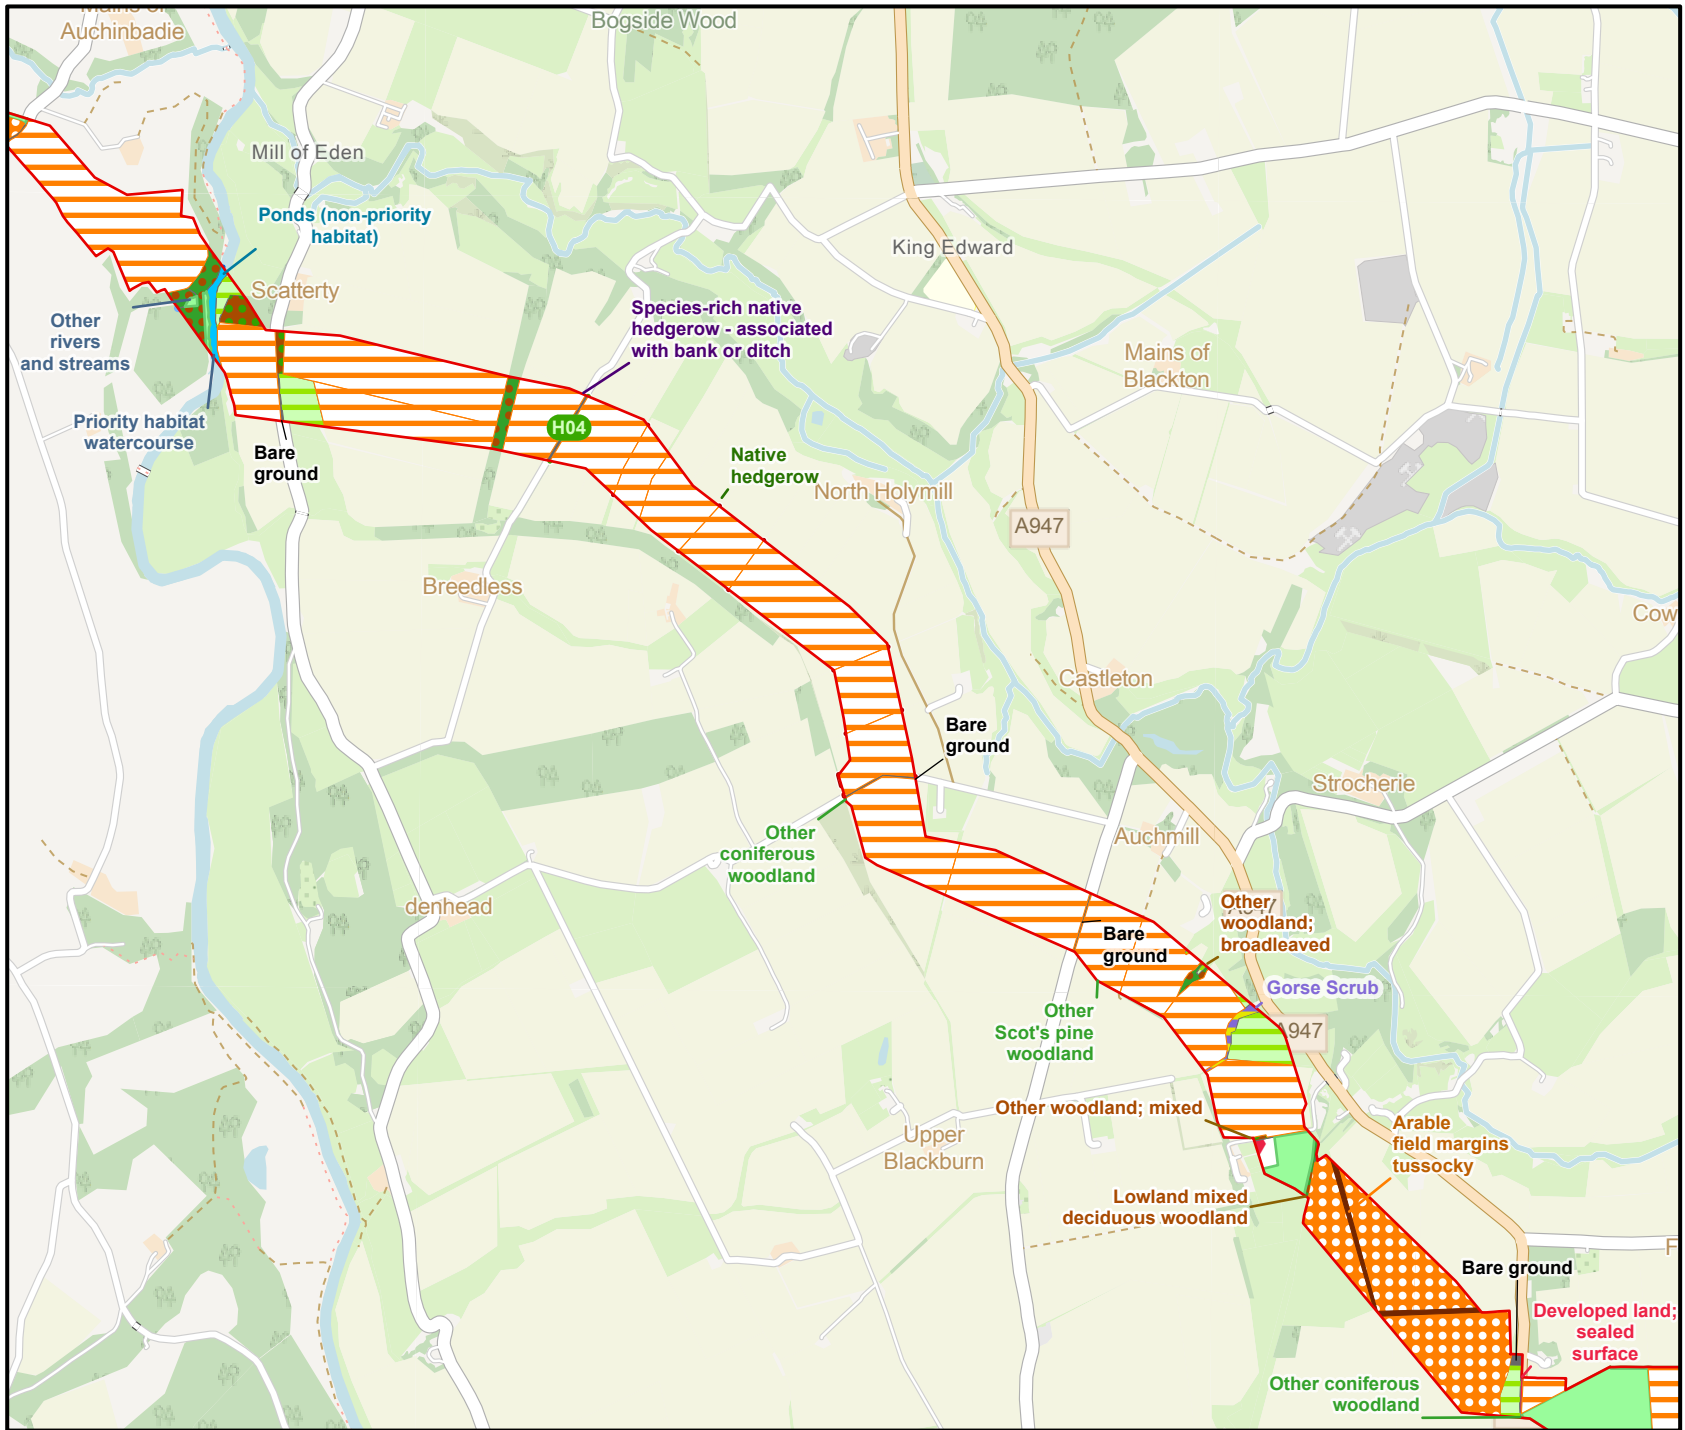 Mains of
Auchinbadie
Bogside Wood
Mill of Eden
Ponds (non-priority
habitat)
King Edward
Scatterty
Other
rivers
and streams
Species-rich native
hedgerow - associated
with bank or ditch
Mains of
Blackton
Priority habitat
watercourse
H04
Bare
ground
Native
hedgerow
North Holymill
A947
Breedless
Cow
Castleton
Bare
ground
Strocherie
Other
coniferous
woodland
Auchmill
denhead
Other
woodland;
broadleaved
Bare
ground
Gorse Scrub
Other
Scot's pine
woodland
A947
Other woodland; mixed
Upper
Blackburn
Arable
field margins
tussocky
Lowland mixed
deciduous woodland
F
Bare ground
Developed land;
sealed
surface
Other coniferous
woodland